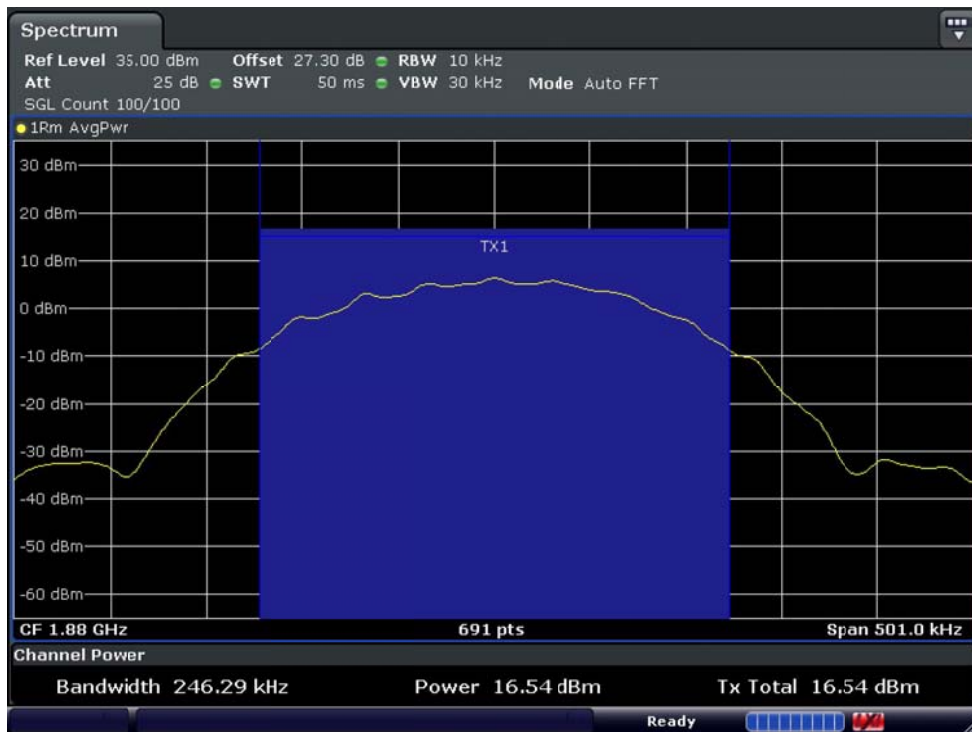 Spectrum
Ref Level 35.00 dBm Offset 27.30 dB RBW 10 kHz
Att 25 dB SWT 50 ms VBW 30 kHz Mode Auto FFT
SGL Count 100/100
1Rm AvgPwr
30 dBm
20 dBm
TX1
10 dBm
0 dBm
-10 dBm
-20 dBm
-30 dBm
-40 dBm
-50 dBm
-60 dBm
CF 1.88 GHz 691 pts Span 501.0 kHz
Channel Power
Bandwidth 246.29 kHz Power 16.54 dBm Tx Total 16.54 dBm
Ready